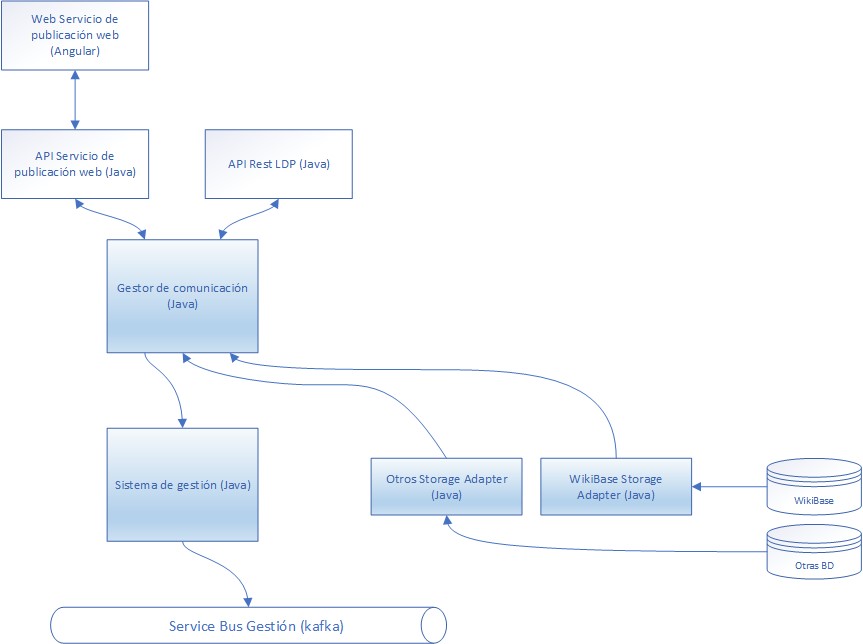 Web Servicio de
publicación web
(Angular)
API Servicio de
publicación web (Java)
API Rest LDP (Java)
Gestor de comunicación
(Java)
Sistema de gestión (Java)
Otros Storage Adapter
(Java)
WikiBase Storage
Adapter (Java)
WikiBase
Otras BD
Service Bus Gestión (kafka)